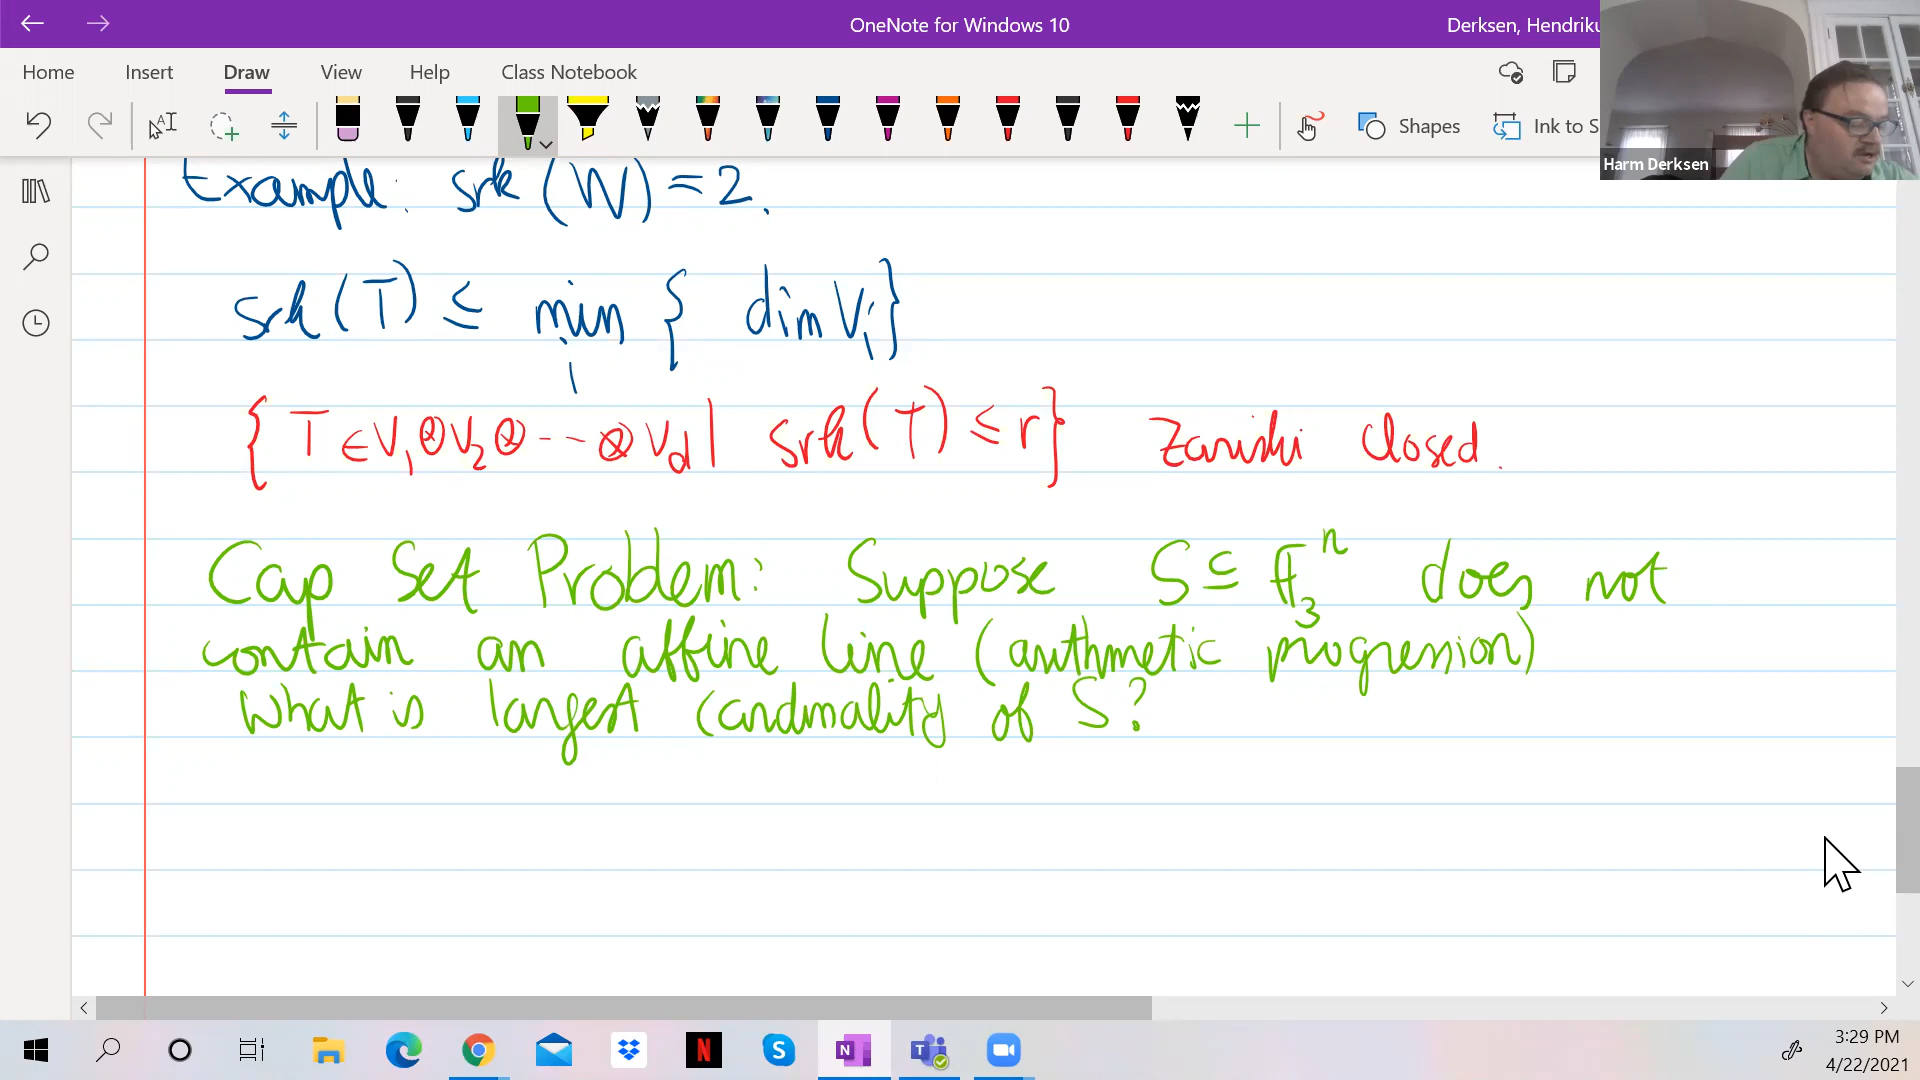 OneNote for Windows 10
Derksen, Hendriku
Home Insert Draw View Help Class Notebook
Shapes
Ink to S
Harm Derksen
Example: srk (W) = 2.
srk (T) ≤ min { dim Vi }
i
{ T ∈ V1 ⊗ V2 ⊗ -- ⊗ Vd | srk (T) ≤ r } Zariski closed.
Cap Set Problem: Suppose S ⊆ F3^n does not
contain an affine line (arithmetic progression)
What is largest cardinality of S?
3:29 PM
4/22/2021